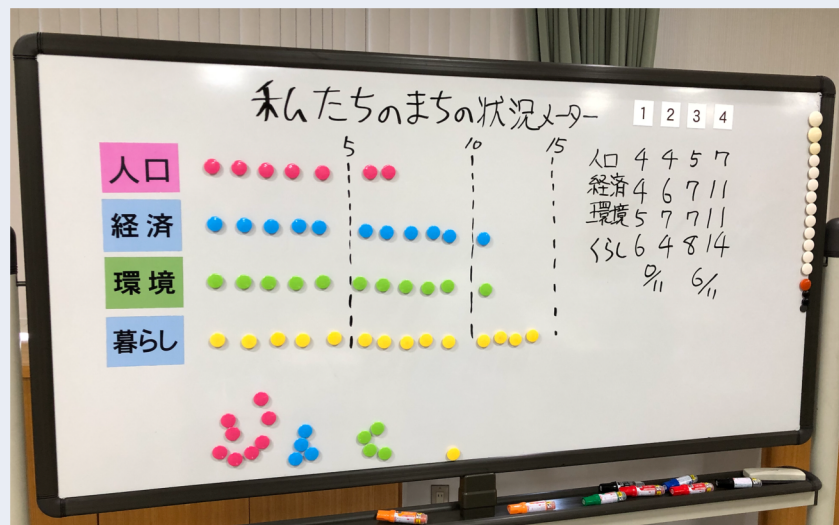 私たちのまちの状況メーター
1 2 3 4
5 10 15
人口
経済
環境
暮らし
人口 4 4 5 7
経済 4 6 7 11
環境 5 7 7 11
くらし 6 4 8 14
0/11 6/11